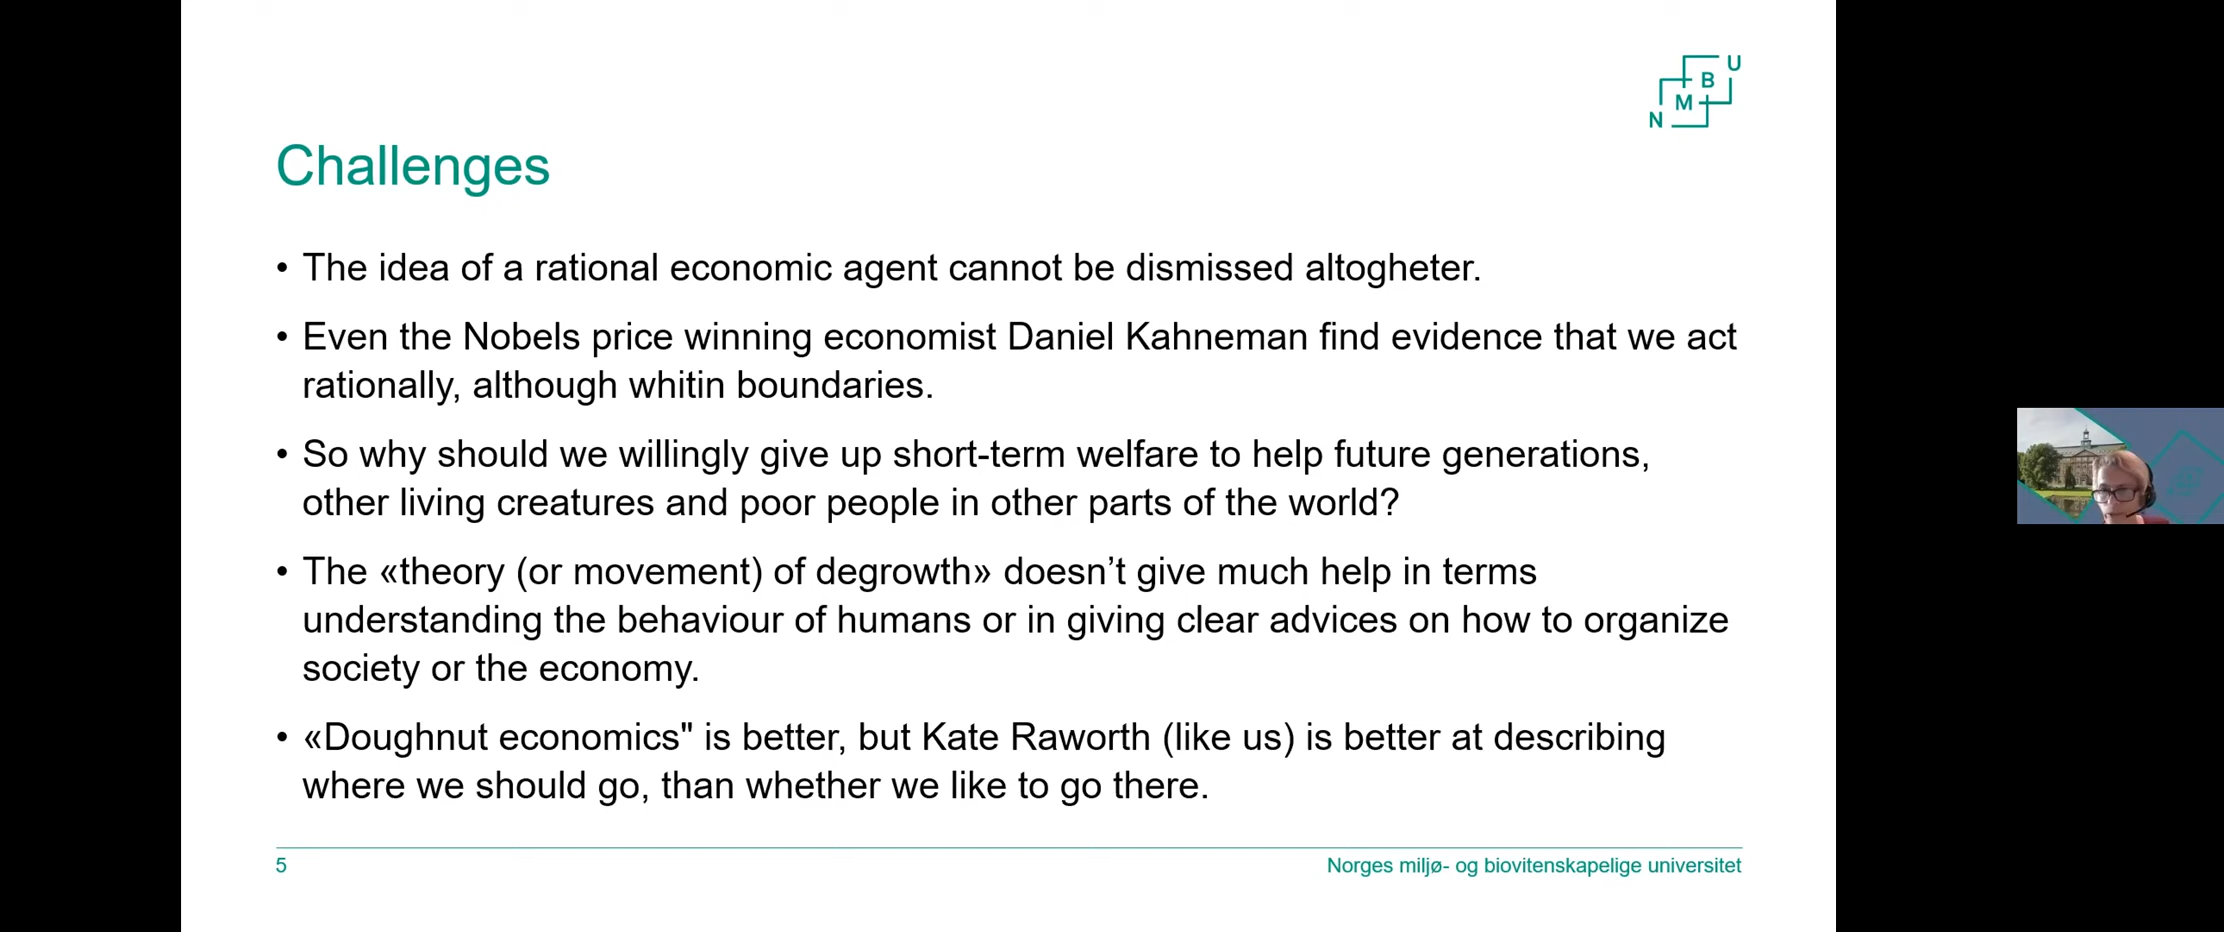 N M B U
Challenges
• The idea of a rational economic agent cannot be dismissed altogheter.
• Even the Nobels price winning economist Daniel Kahneman find evidence that we act
rationally, although whitin boundaries.
• So why should we willingly give up short-term welfare to help future generations,
other living creatures and poor people in other parts of the world?
• The «theory (or movement) of degrowth» doesn’t give much help in terms
understanding the behaviour of humans or in giving clear advices on how to organize
society or the economy.
• «Doughnut economics" is better, but Kate Raworth (like us) is better at describing
where we should go, than whether we like to go there.
5
Norges miljø- og biovitenskapelige universitet